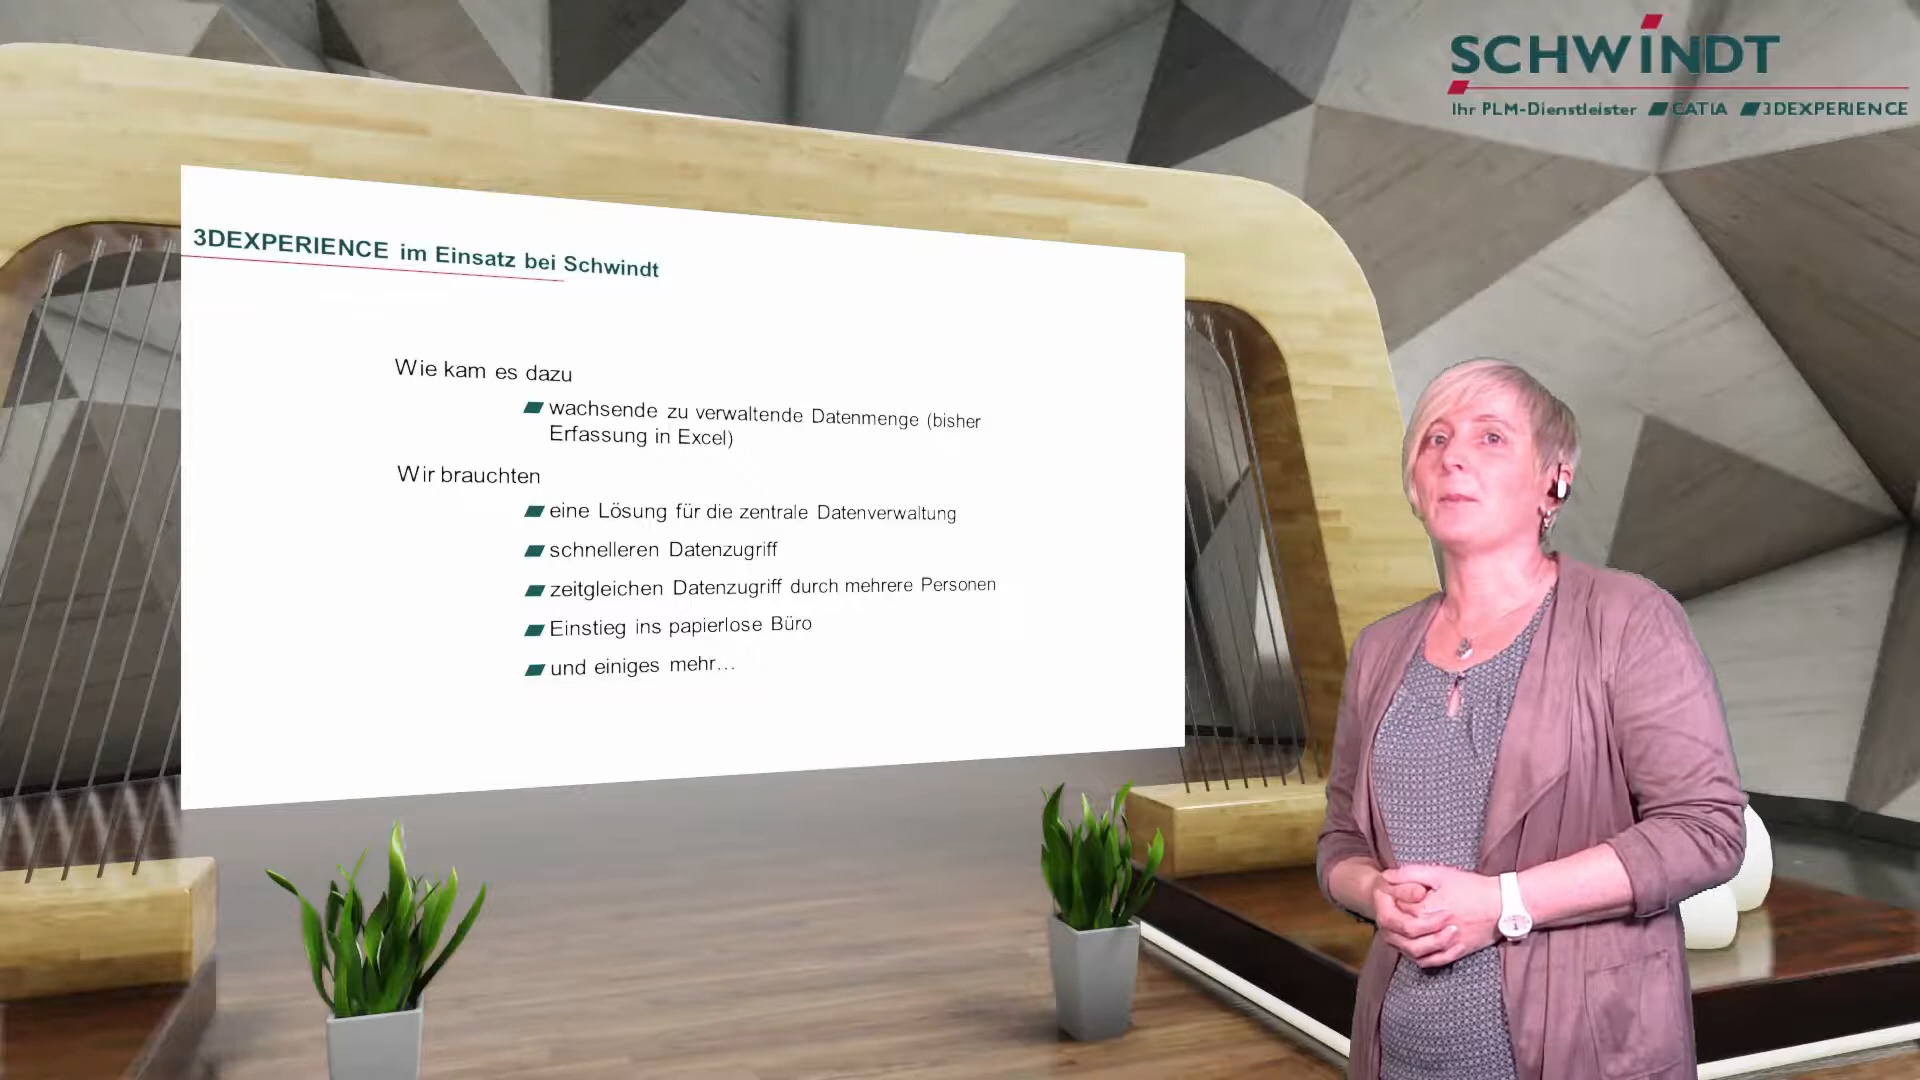 SCHWINDT
Ihr PLM-Dienstleister CATIA 3DEXPERIENCE
3DEXPERIENCE im Einsatz bei Schwindt
Wie kam es dazu
wachsende zu verwaltende Datenmenge (bisher
Erfassung in Excel)
Wir brauchten
eine Lösung für die zentrale Datenverwaltung
schnelleren Datenzugriff
zeitgleichen Datenzugriff durch mehrere Personen
Einstieg ins papierlose Büro
und einiges mehr…